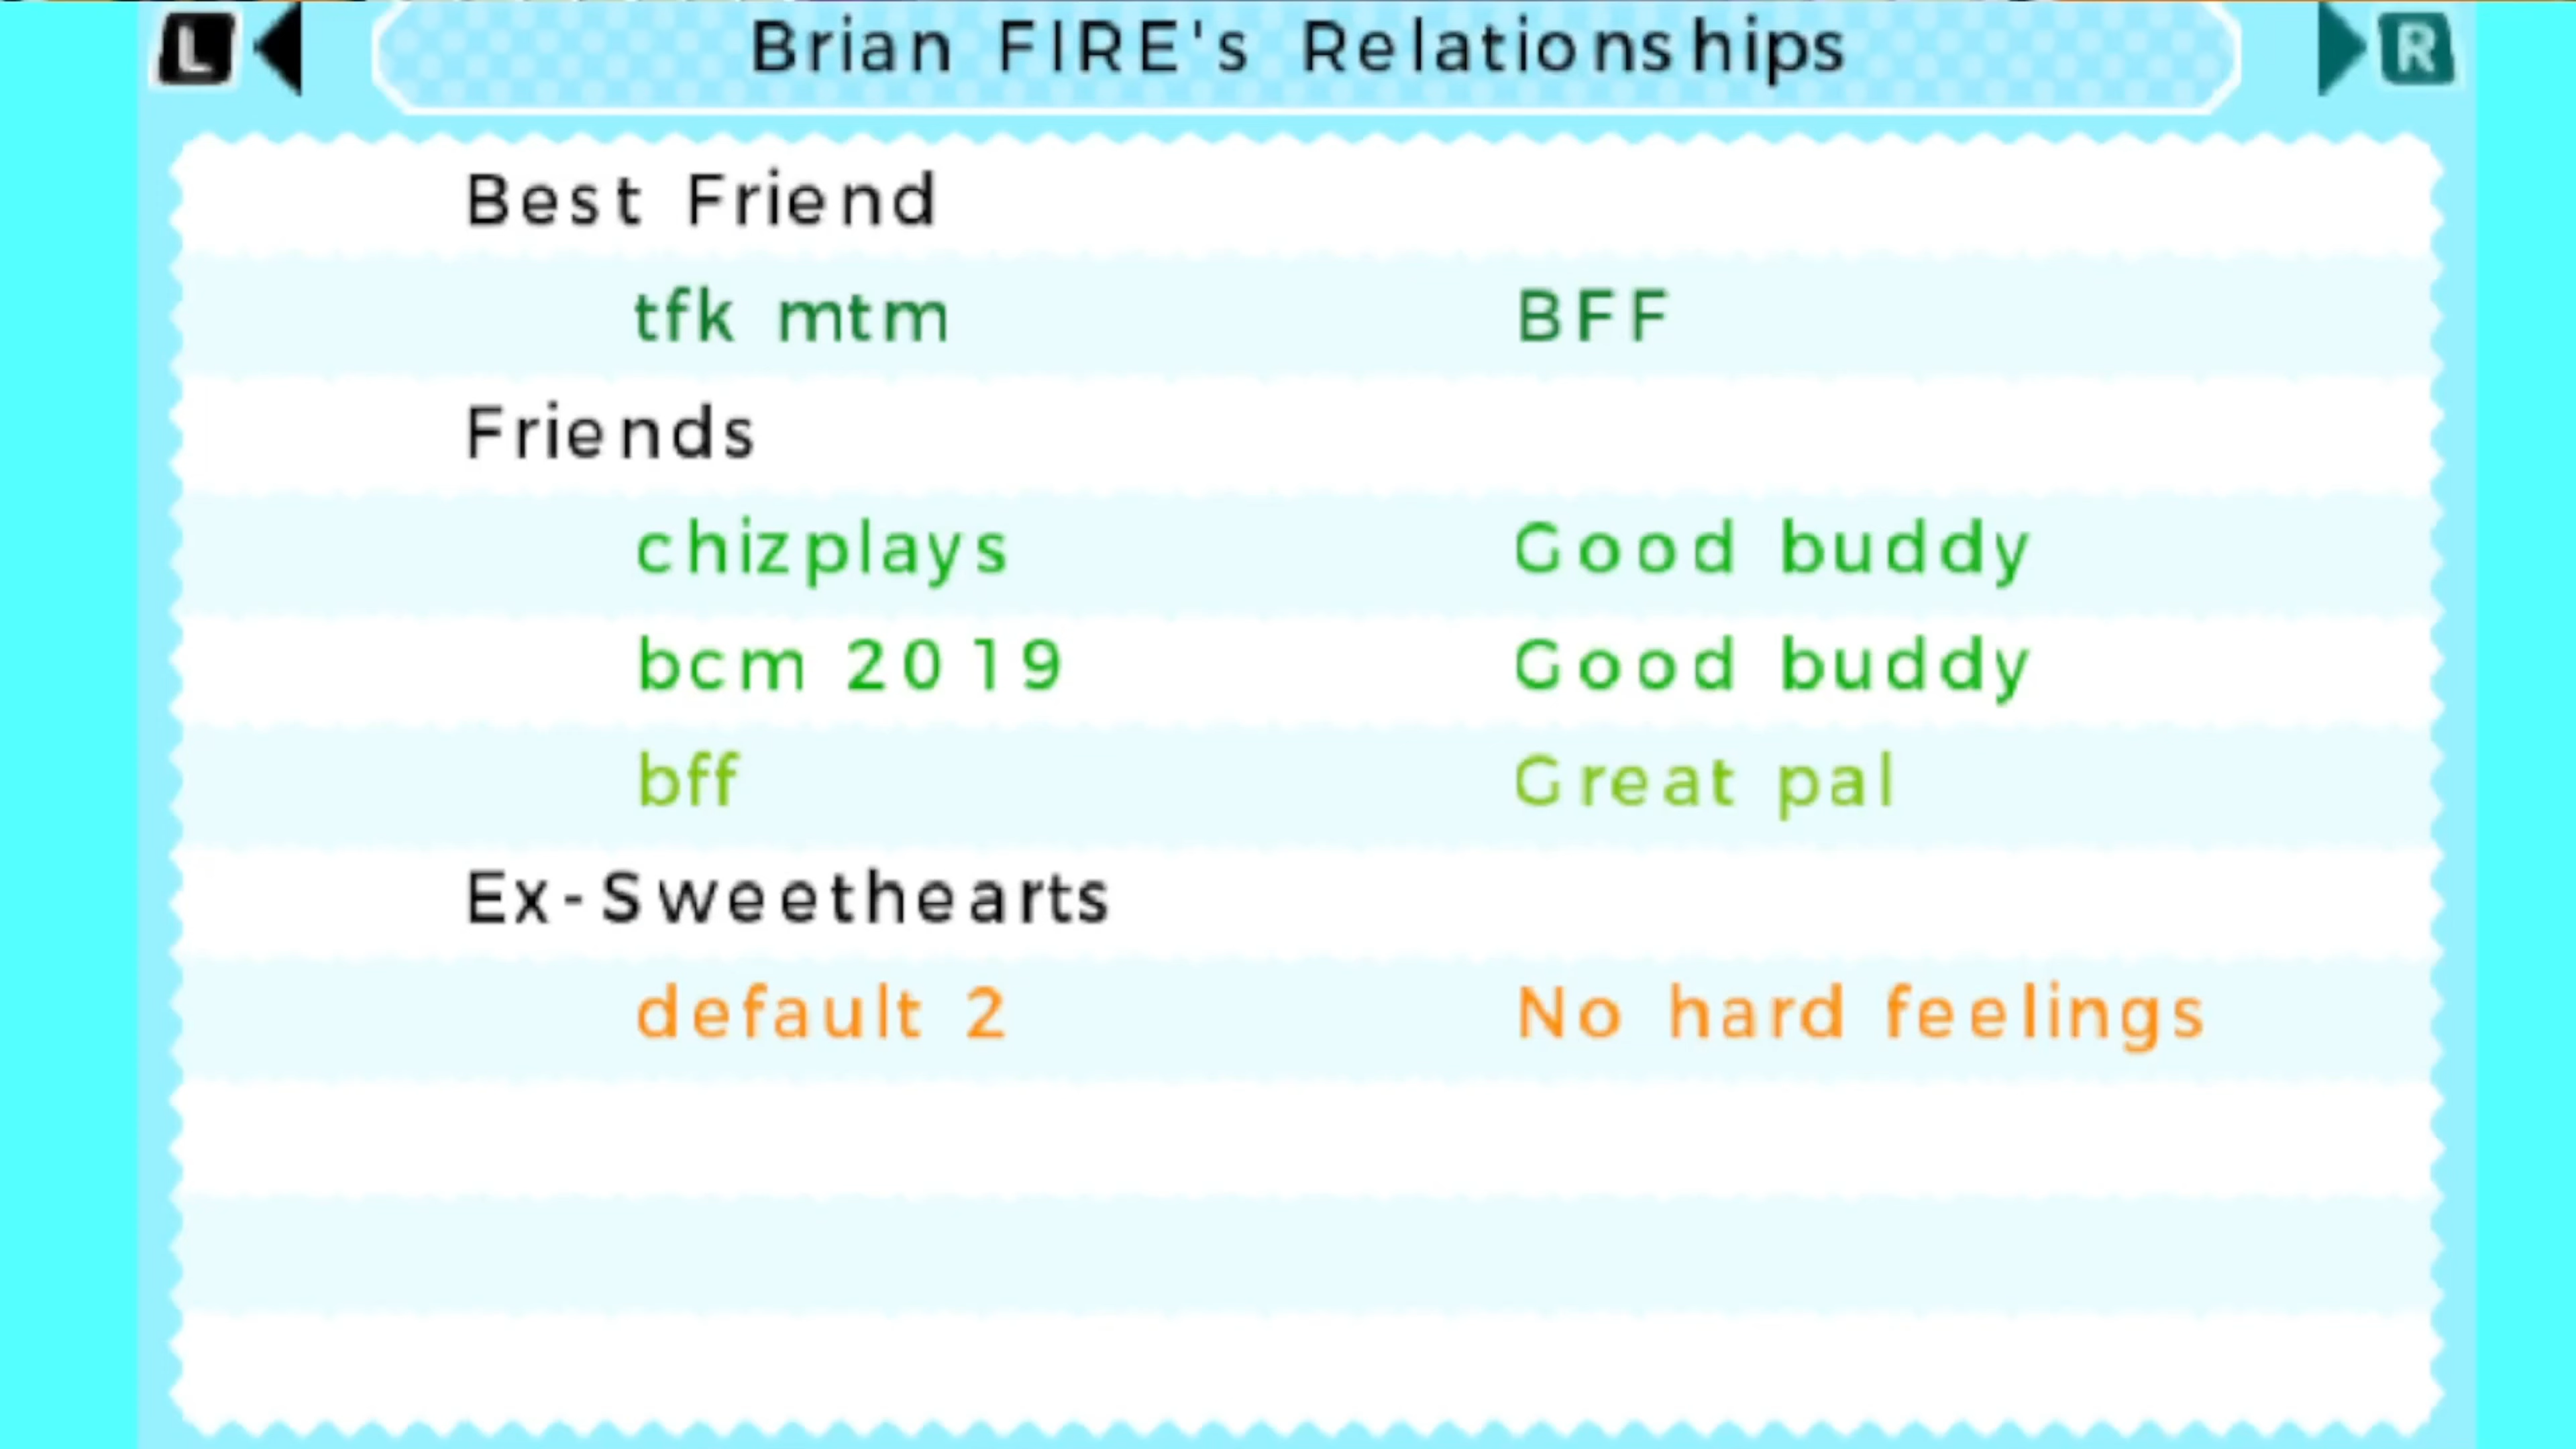 L Brian FIRE's Relationships R
Best Friend
tfk mtm BFF
Friends
chizplays Good buddy
bcm 2019 Good buddy
bff Great pal
Ex-Sweethearts
default 2 No hard feelings